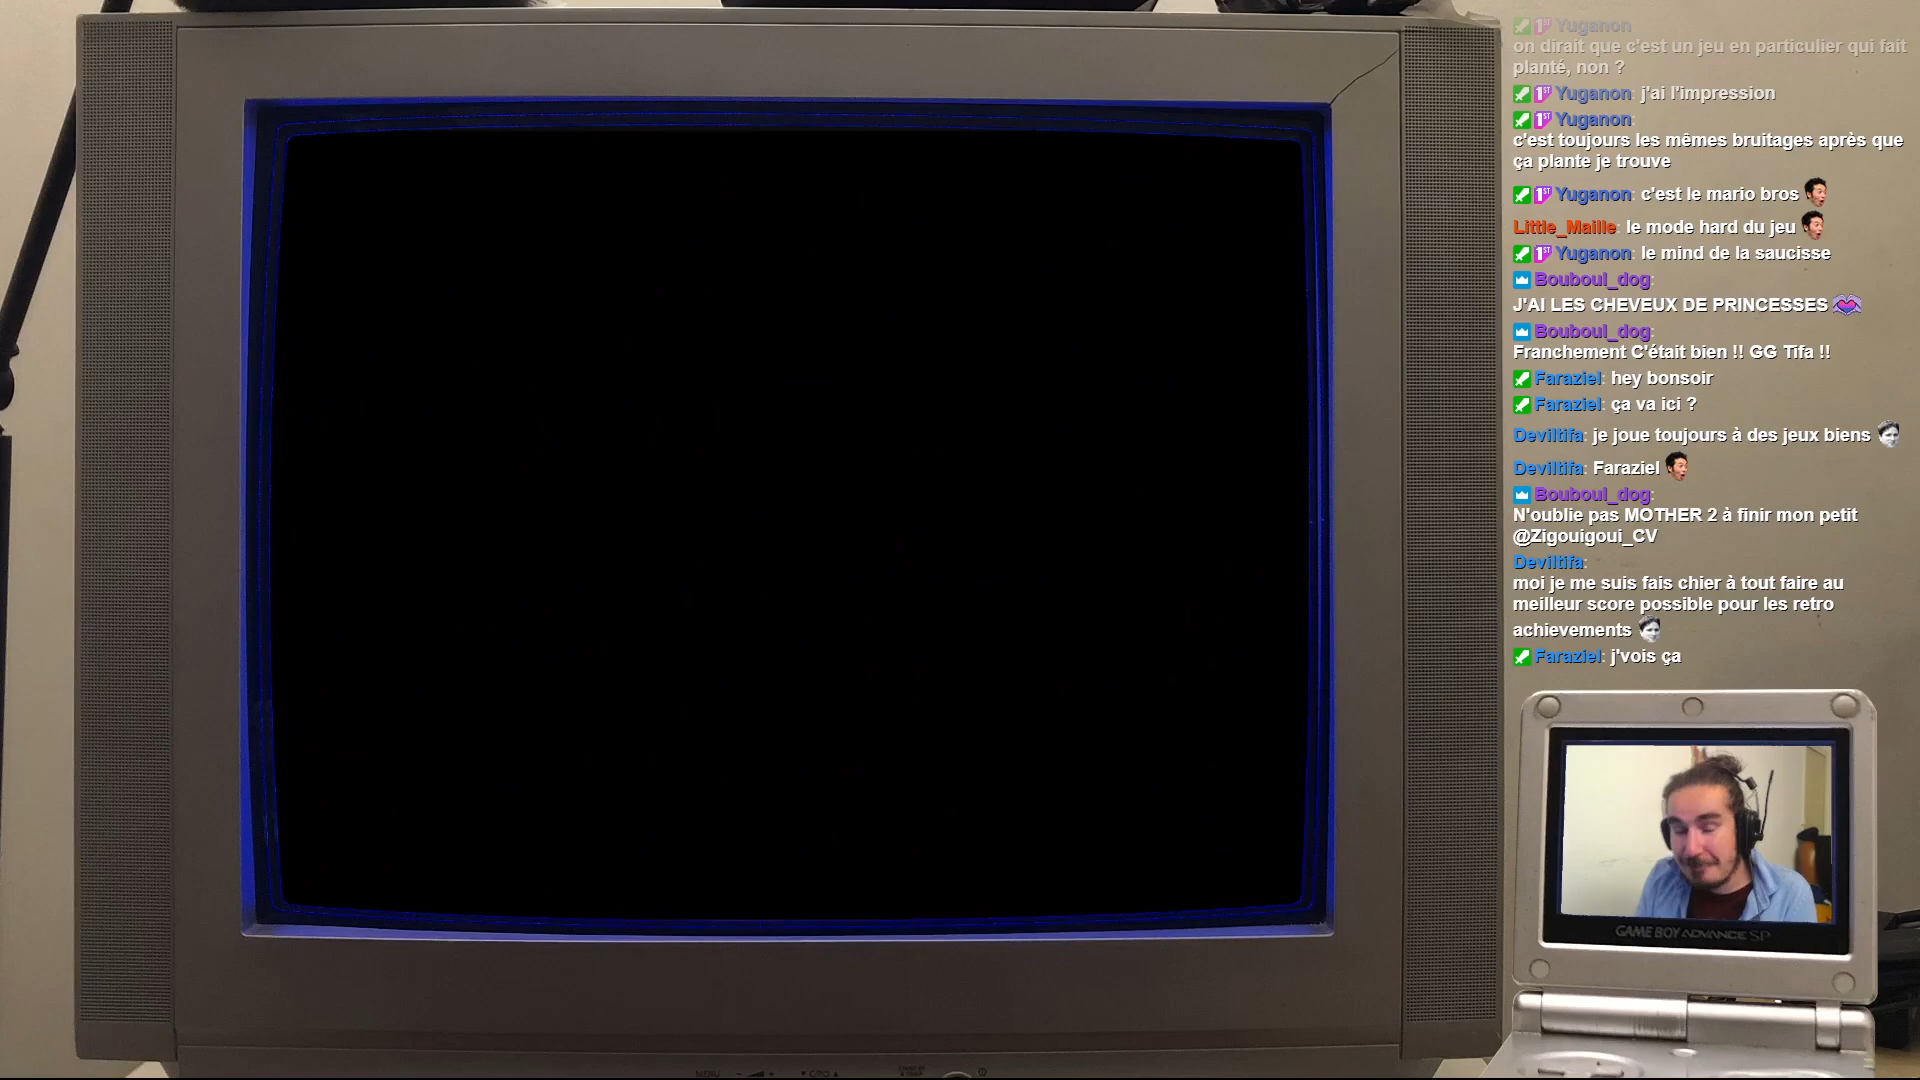 Yuganon
on dirait que c'est un jeu en particulier qui fait
planté, non ?
1ST Yuganon: j'ai l'impression
1ST Yuganon:
c'est toujours les mêmes bruitages après que
ça plante je trouve
1ST Yuganon: c'est le mario bros
Little_Maille: le mode hard du jeu
1ST Yuganon: le mind de la saucisse
Bouboul_dog:
J'AI LES CHEVEUX DE PRINCESSES
Bouboul_dog:
Franchement C'était bien !! GG Tifa !!
Faraziel: hey bonsoir
Faraziel: ça va ici ?
Deviltifa: je joue toujours à des jeux biens
Deviltifa: Faraziel
Bouboul_dog:
N'oublie pas MOTHER 2 à finir mon petit
@Zigouigoui_CV
Deviltifa:
moi je me suis fais chier à tout faire au
meilleur score possible pour les retro
achievements
Faraziel: j'vois ça
GAME BOY ADVANCE SP
MENU